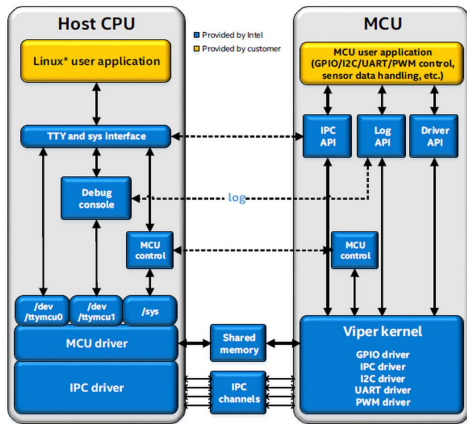 Host CPU
Provided by Intel
Provided by customer
MCU
Linux* user application
MCU user application
(GPIO/I2C/UART/PWM control,
sensor data handling, etc.)
TTY and sys interface
IPC
API
Log
API
Driver
API
Debug
console
log
MCU
control
MCU
control
/dev
/ttymcu0
/dev
/ttymcu1
/sys
MCU driver
Shared
memory
Viper kernel
GPIO driver
IPC driver
I2C driver
UART driver
PWM driver
IPC driver
IPC
channels